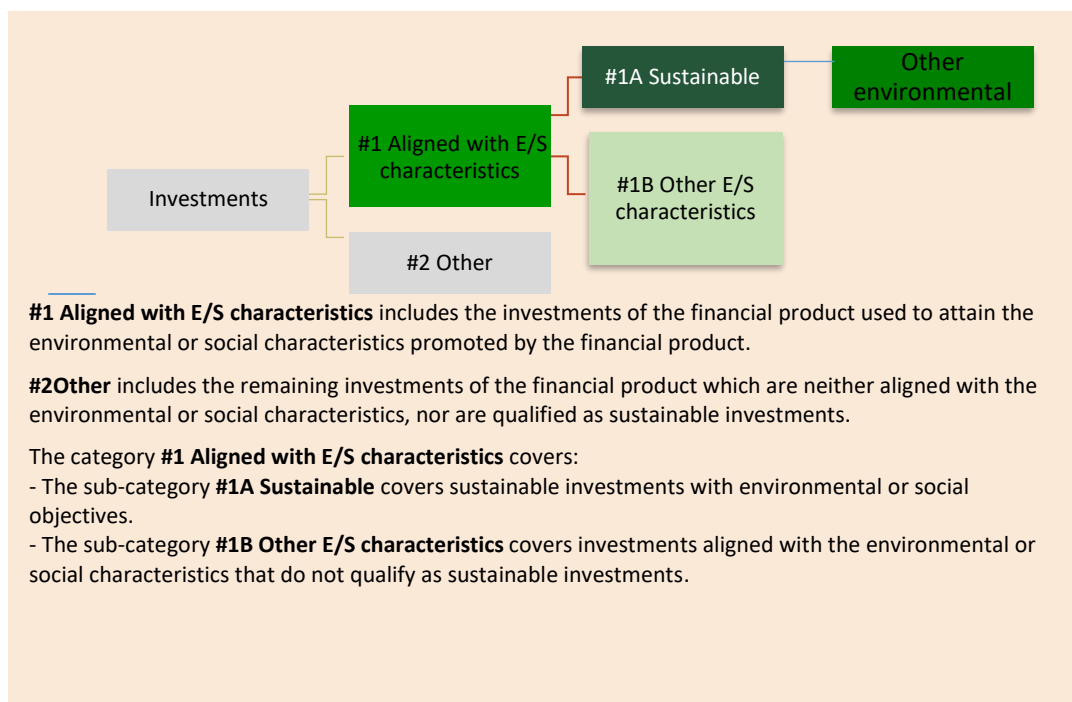 #1A Sustainable
Other
environmental
#1 Aligned with E/S
characteristics
Investments
#1B Other E/S
characteristics
#2 Other
#1 Aligned with E/S characteristics includes the investments of the financial product used to attain the
environmental or social characteristics promoted by the financial product.
#2Other includes the remaining investments of the financial product which are neither aligned with the
environmental or social characteristics, nor are qualified as sustainable investments.
The category #1 Aligned with E/S characteristics covers:
- The sub-category #1A Sustainable covers sustainable investments with environmental or social
objectives.
- The sub-category #1B Other E/S characteristics covers investments aligned with the environmental or
social characteristics that do not qualify as sustainable investments.